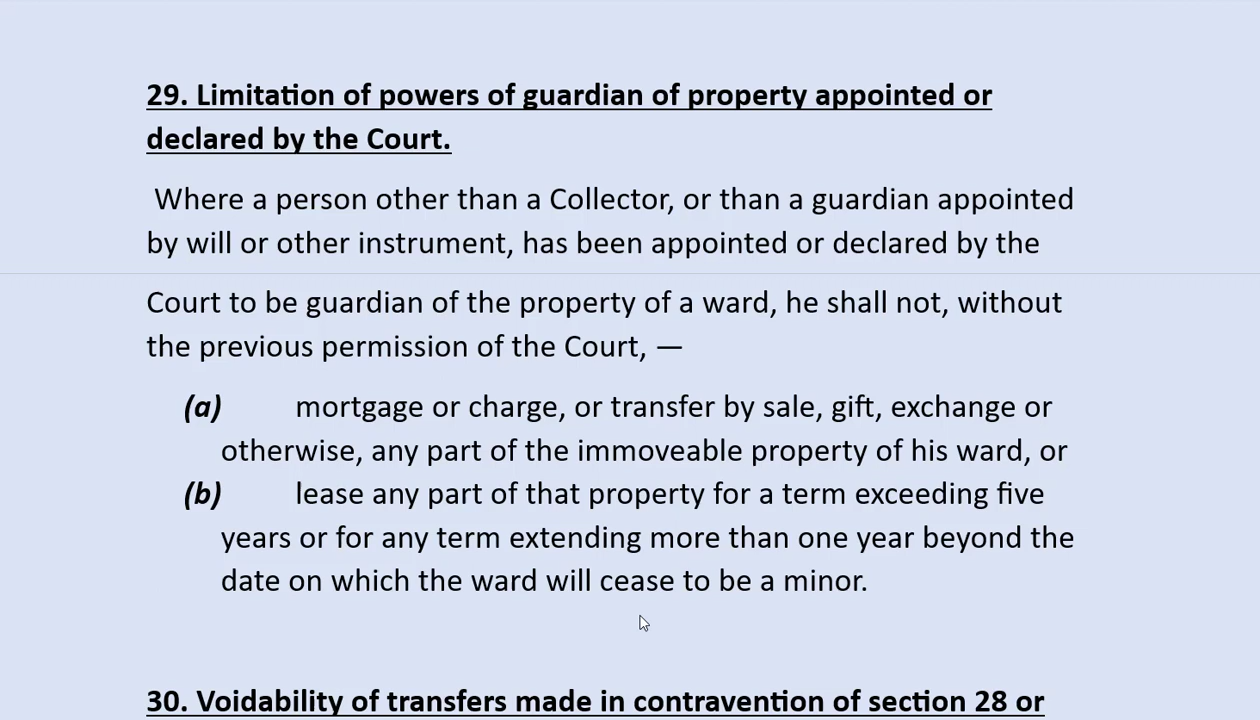 29. Limitation of powers of guardian of property appointed or
declared by the Court.
Where a person other than a Collector, or than a guardian appointed
by will or other instrument, has been appointed or declared by the
Court to be guardian of the property of a ward, he shall not, without
the previous permission of the Court, —
(a) mortgage or charge, or transfer by sale, gift, exchange or
otherwise, any part of the immoveable property of his ward, or
(b) lease any part of that property for a term exceeding five
years or for any term extending more than one year beyond the
date on which the ward will cease to be a minor.
30. Voidability of transfers made in contravention of section 28 or